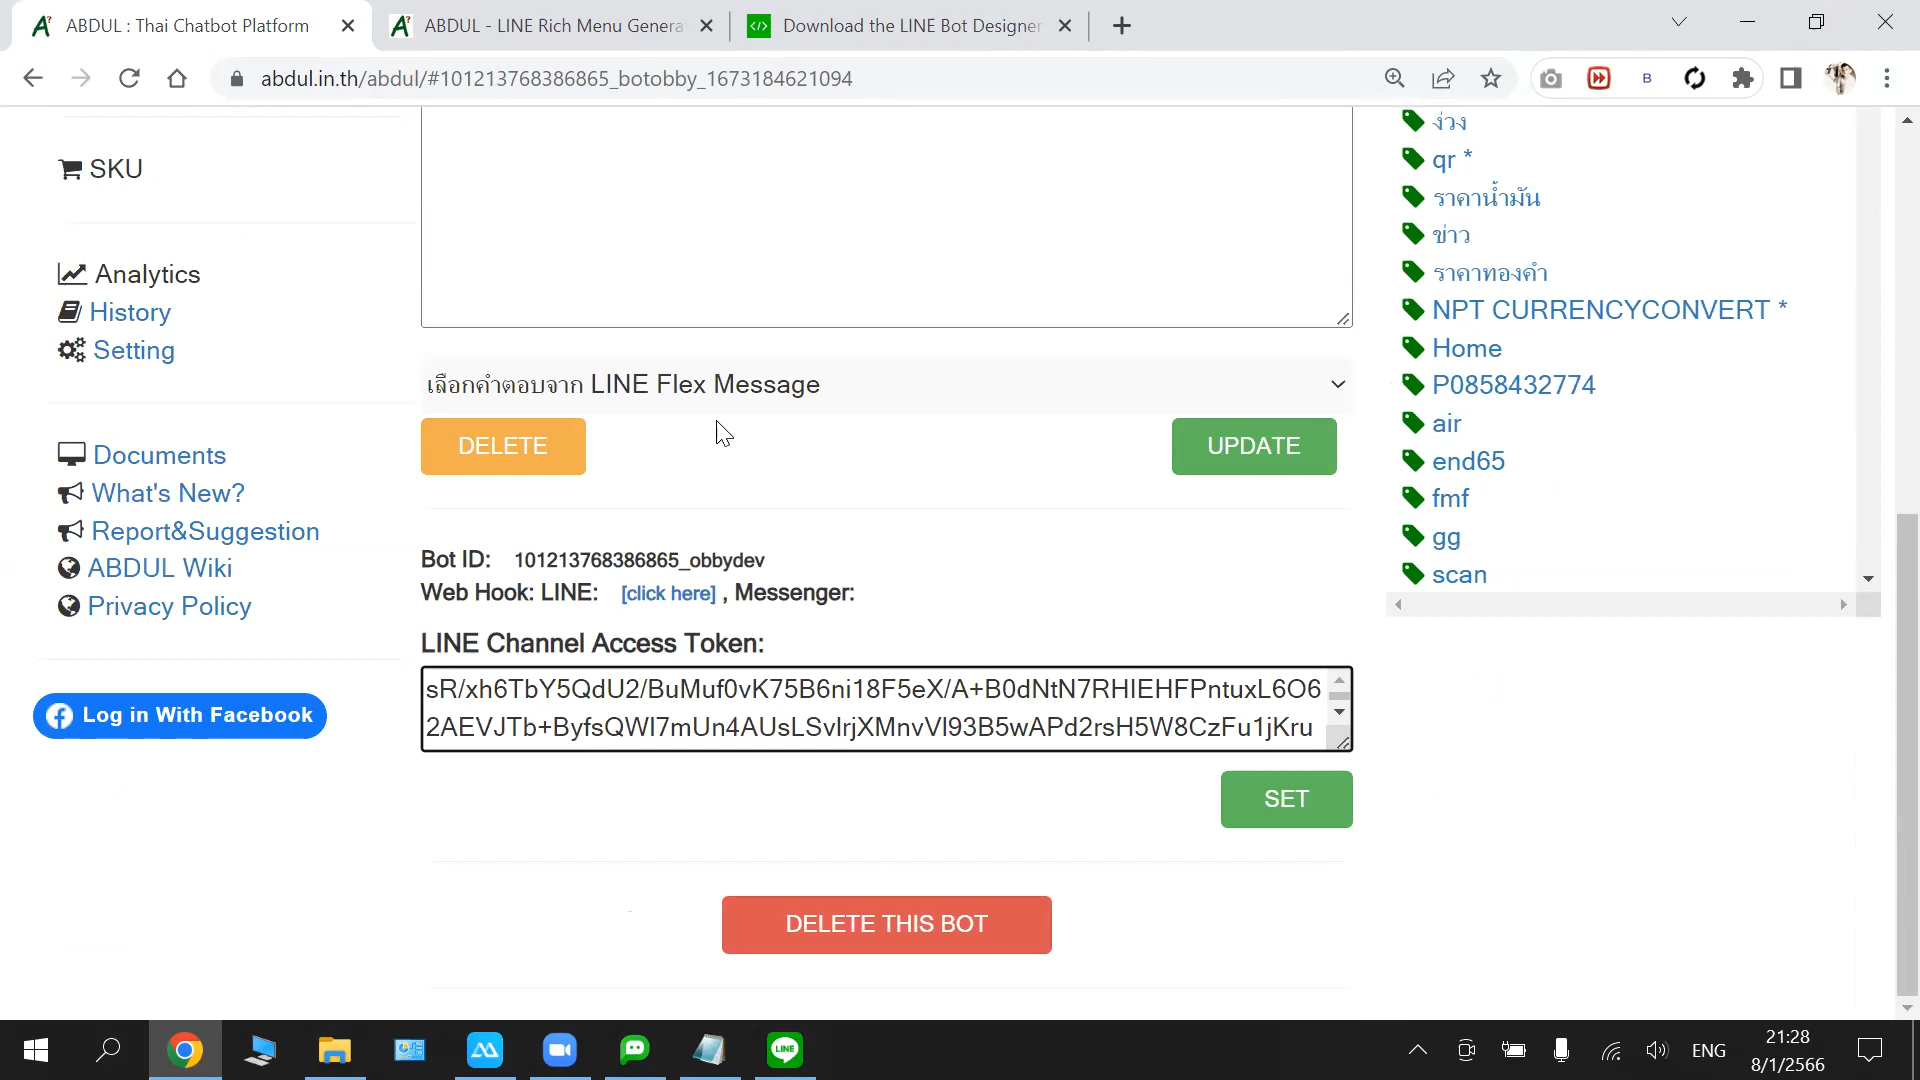 ABDUL : Thai Chatbot Platform
ABDUL - LINE Rich Menu Genera
Download the LINE Bot Designer
abdul.in.th/abdul/#101213768386865_botobby_1673184621094
B
SKU
Analytics
History
Setting
Documents
What's New?
Report&Suggestion
ABDUL Wiki
Privacy Policy
Log in With Facebook
เลือกคำตอบจาก LINE Flex Message
DELETE
UPDATE
Bot ID: 101213768386865_obbydev
Web Hook: LINE: [click here] , Messenger:
LINE Channel Access Token:
sR/xh6TbY5QdU2/BuMuf0vK75B6ni18F5eX/A+B0dNtN7RHIEHFPntuxL6O6
2AEVJTb+ByfsQWI7mUn4AUsLSvIrjXMnvVl93B5wAPd2rsH5W8CzFu1jKru
SET
DELETE THIS BOT
ง่วง
qr *
ราคาน้ำมัน
ข่าว
ราคาทองคำ
NPT CURRENCYCONVERT *
Home
P0858432774
air
end65
fmf
gg
scan
LINE
ENG
21:28
8/1/2566